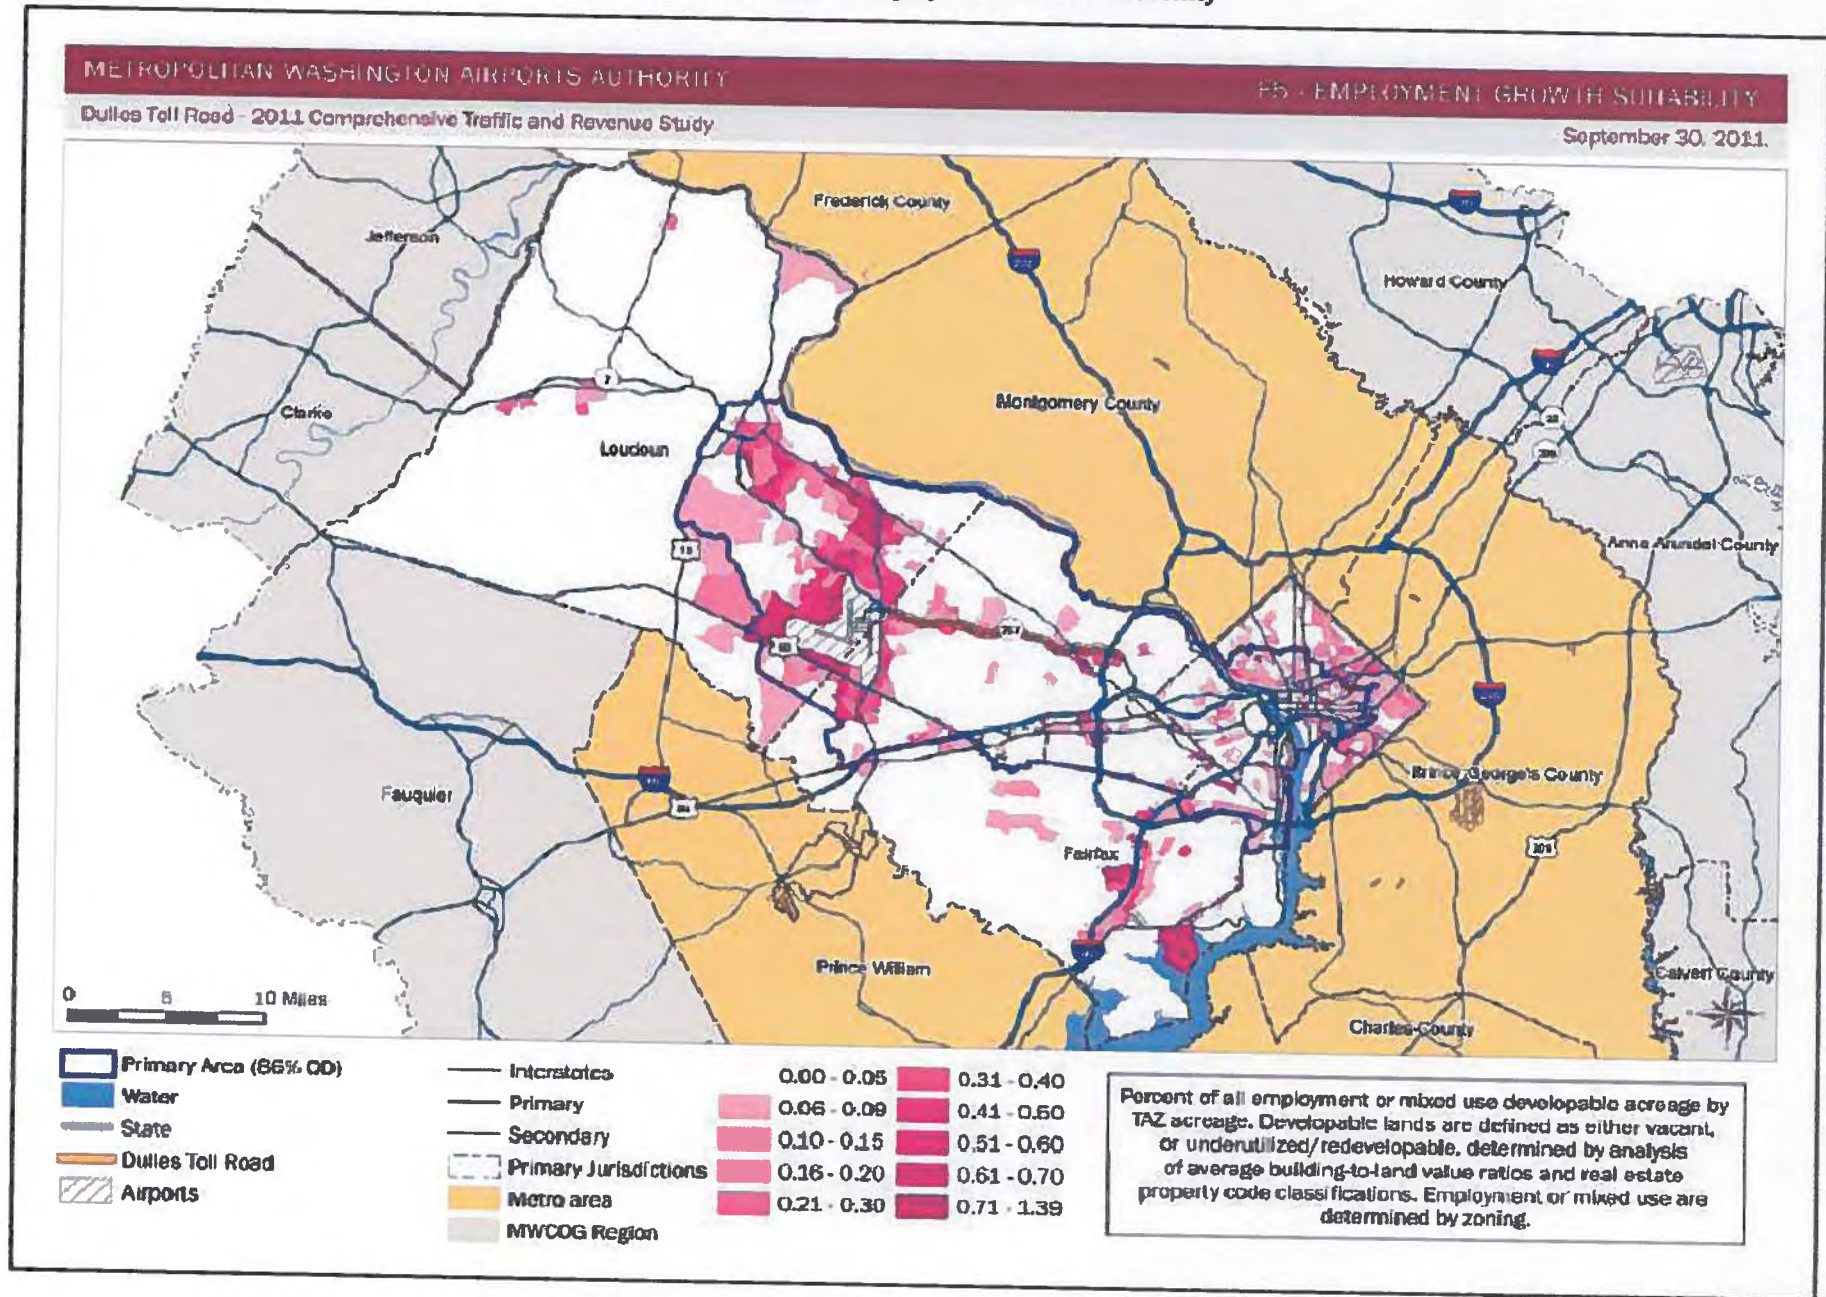 METROPOLITAN WASHINGTON AIRPORTS AUTHORITY
EMPLOYMENT GROWTH SUITABILITY
Dulles Toll Road - 2011 Comprehensive Traffic and Revenue Study
September 30, 2011.
Frederick County
Jefferson
Howard County
Clarke
Montgomery County
Loudoun
Anne Arundel County
Prince George's County
Fauquier
Fairfax
Prince William
Calvert County
Charles County
7
15
50
267
0 5 10 Miles
Primary Area (86% OD)
Water
State
Dulles Toll Road
Airports
Interstates
Primary
Secondary
Primary Jurisdictions
Metro area
MWCOG Region
0.00 - 0.05
0.06 - 0.09
0.10 - 0.15
0.16 - 0.20
0.21 - 0.30
0.31 - 0.40
0.41 - 0.50
0.51 - 0.60
0.61 - 0.70
0.71 - 1.39
Percent of all employment or mixed use developable acreage by
TAZ acreage. Developable lands are defined as either vacant,
or underutilized/redevelopable, determined by analysis
of average building-to-land value ratios and real estate
property code classifications. Employment or mixed use are
determined by zoning.